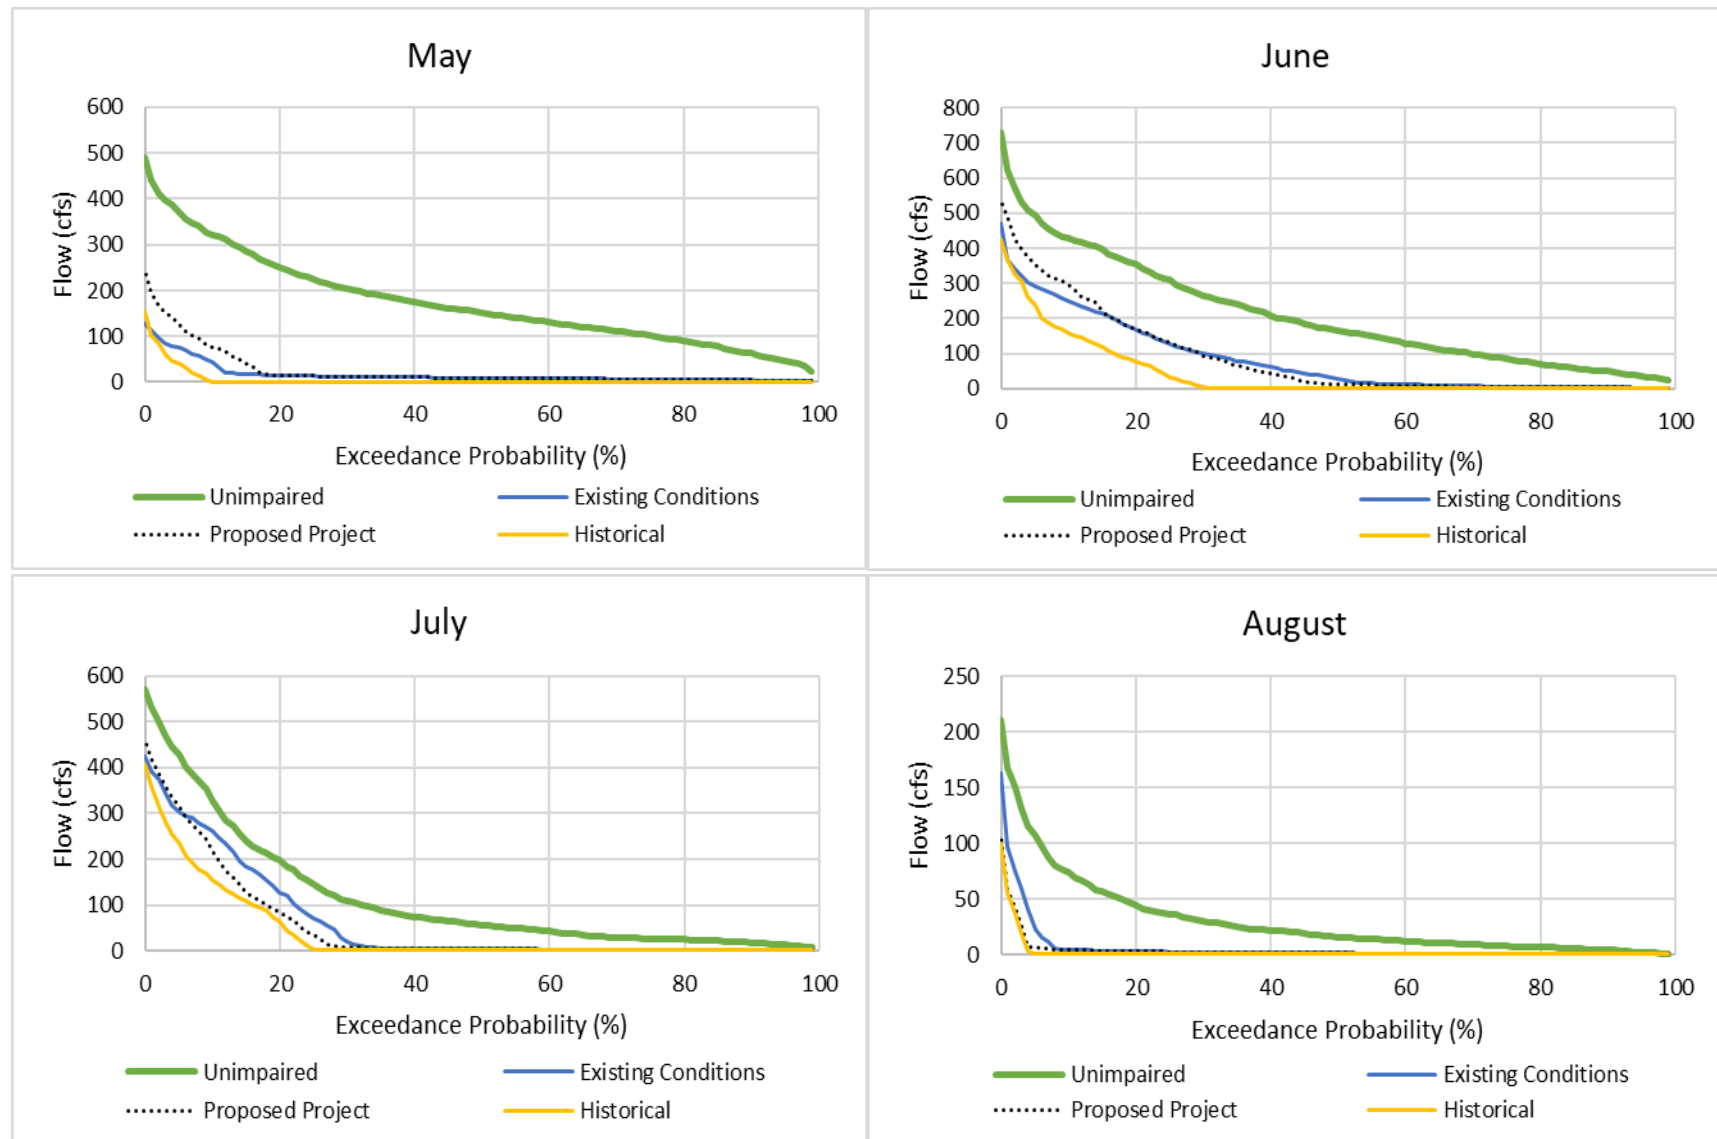 May
600
500
400
300
200
100
0
Flow (cfs)
0 20 40 60 80 100
Exceedance Probability (%)
Unimpaired Existing Conditions
Proposed Project Historical
June
800
700
600
500
400
300
200
100
0
Flow (cfs)
0 20 40 60 80 100
Exceedance Probability (%)
Unimpaired Existing Conditions
Proposed Project Historical
July
600
500
400
300
200
100
0
Flow (cfs)
0 20 40 60 80 100
Exceedance Probability (%)
Unimpaired Existing Conditions
Proposed Project Historical
August
250
200
150
100
50
0
Flow (cfs)
0 20 40 60 80 100
Exceedance Probability (%)
Unimpaired Existing Conditions
Proposed Project Historical